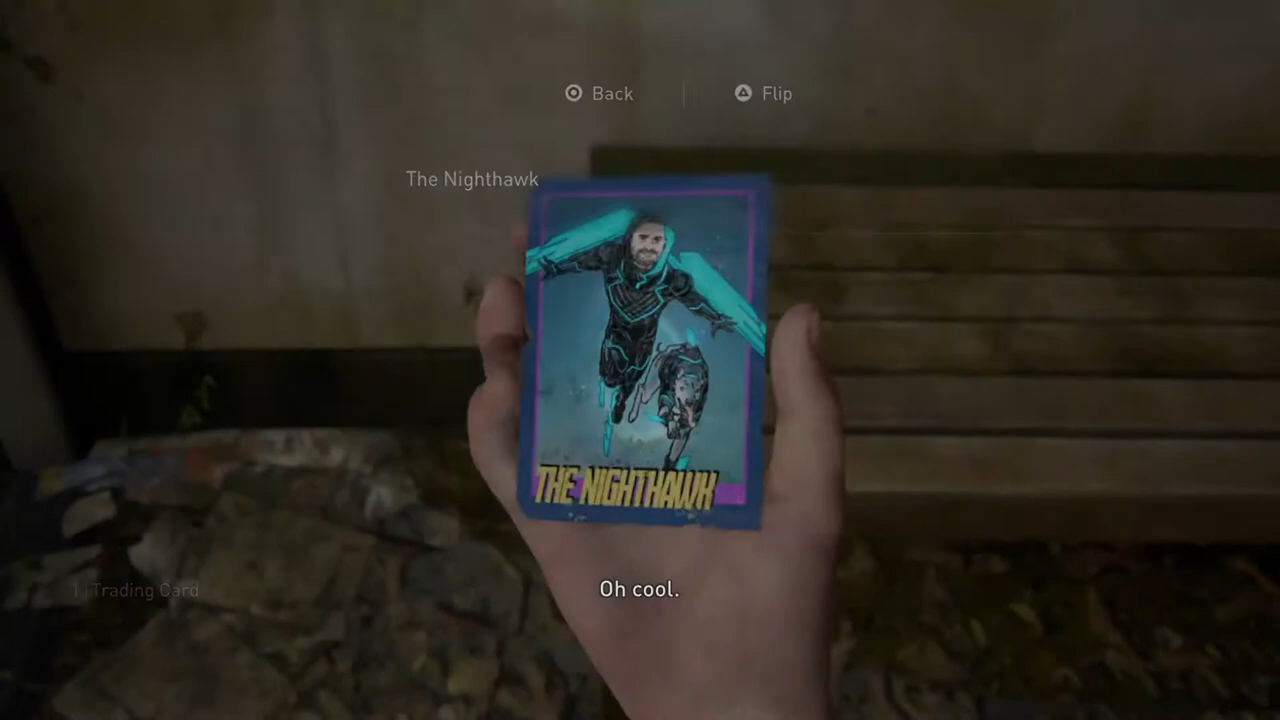 Back
Flip
The Nighthawk
THE NIGHTHAWK
1 | Trading Card
Oh cool.